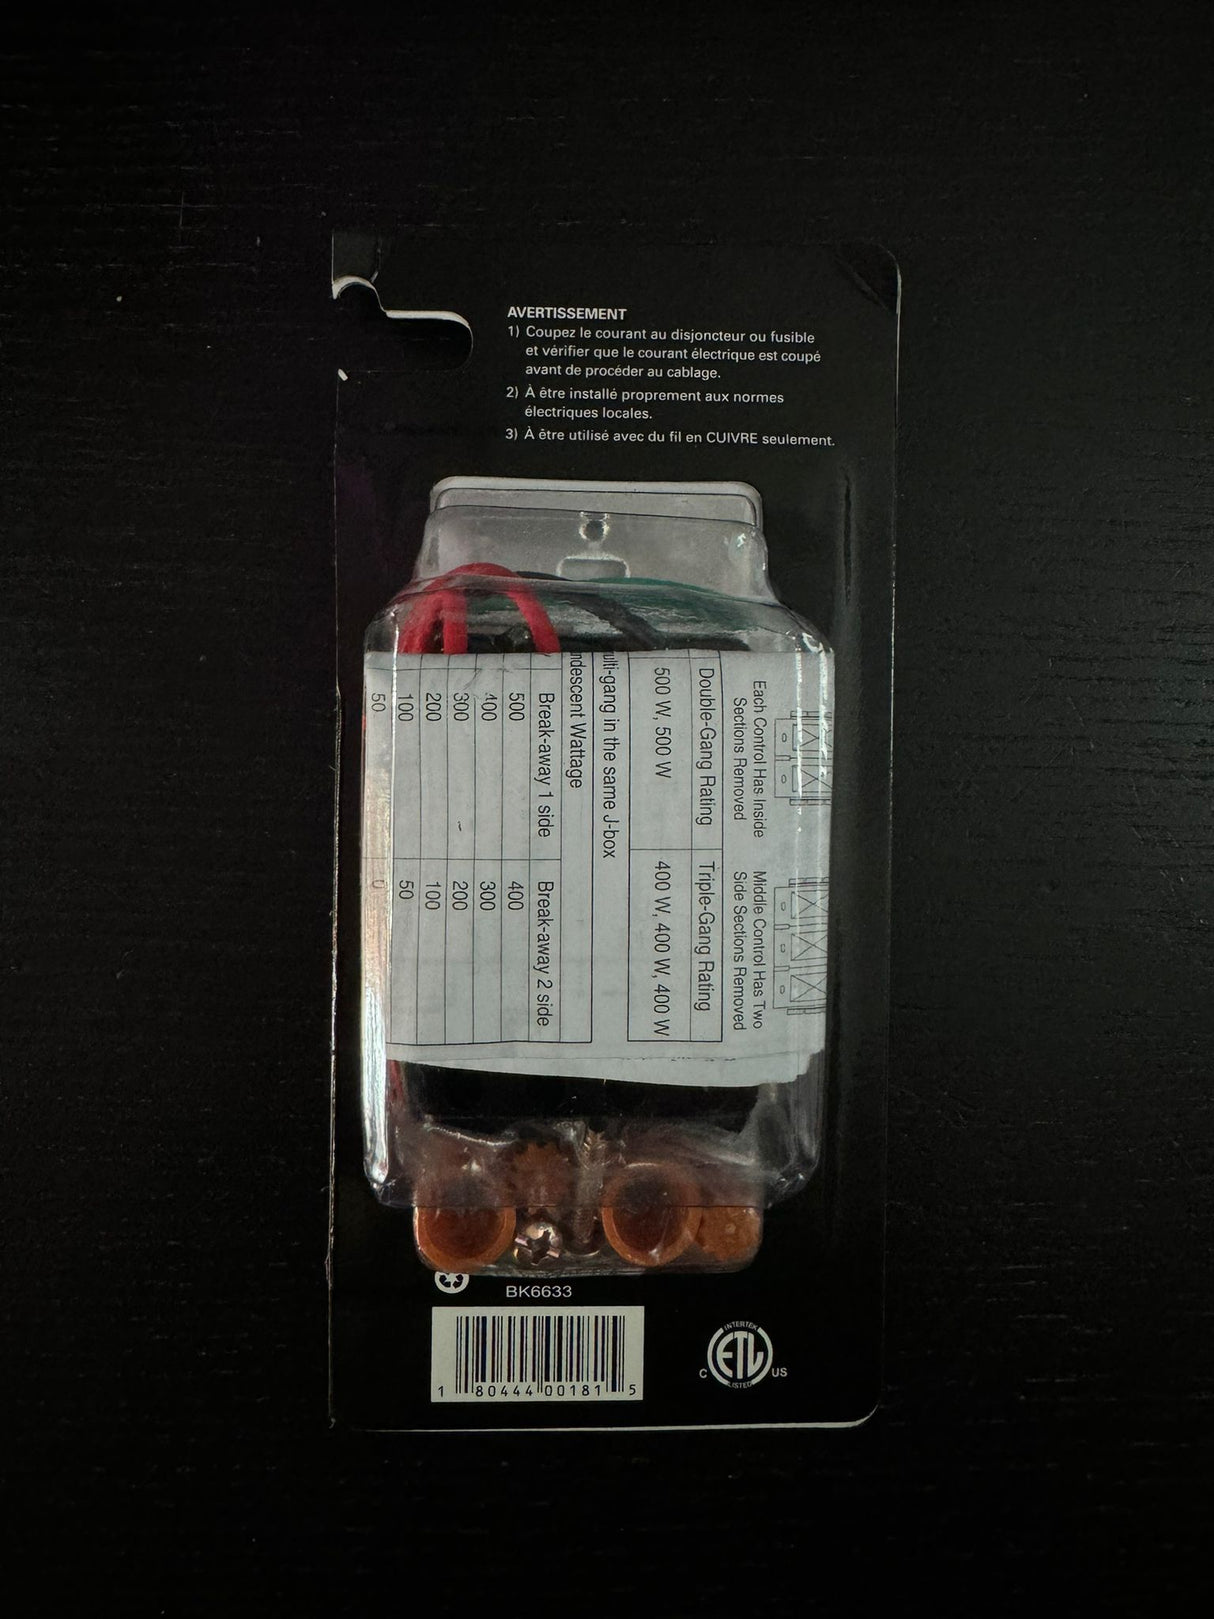 AVERTISSEMENT
1) Coupez le courant au disjoncteur ou fusible
et vérifier que le courant électrique est coupé
avant de procéder au cablage.
2) À être installé proprement aux normes
électriques locales.
3) À être utilisé avec du fil en CUIVRE seulement.
Each Control Has Inside
Sections Removed
Middle Control Has Two
Side Sections Removed
Double-Gang Rating
Triple-Gang Rating
500 W, 500 W
400 W, 400 W, 400 W
ulti-gang in the same J-box
ndescent Wattage
Break-away 1 side
Break-away 2 side
500
400
400
300
300
200
200
100
100
50
50
0
BK6633
1 80444 00181 5
INTERTEK
ETL
LISTED
C
US